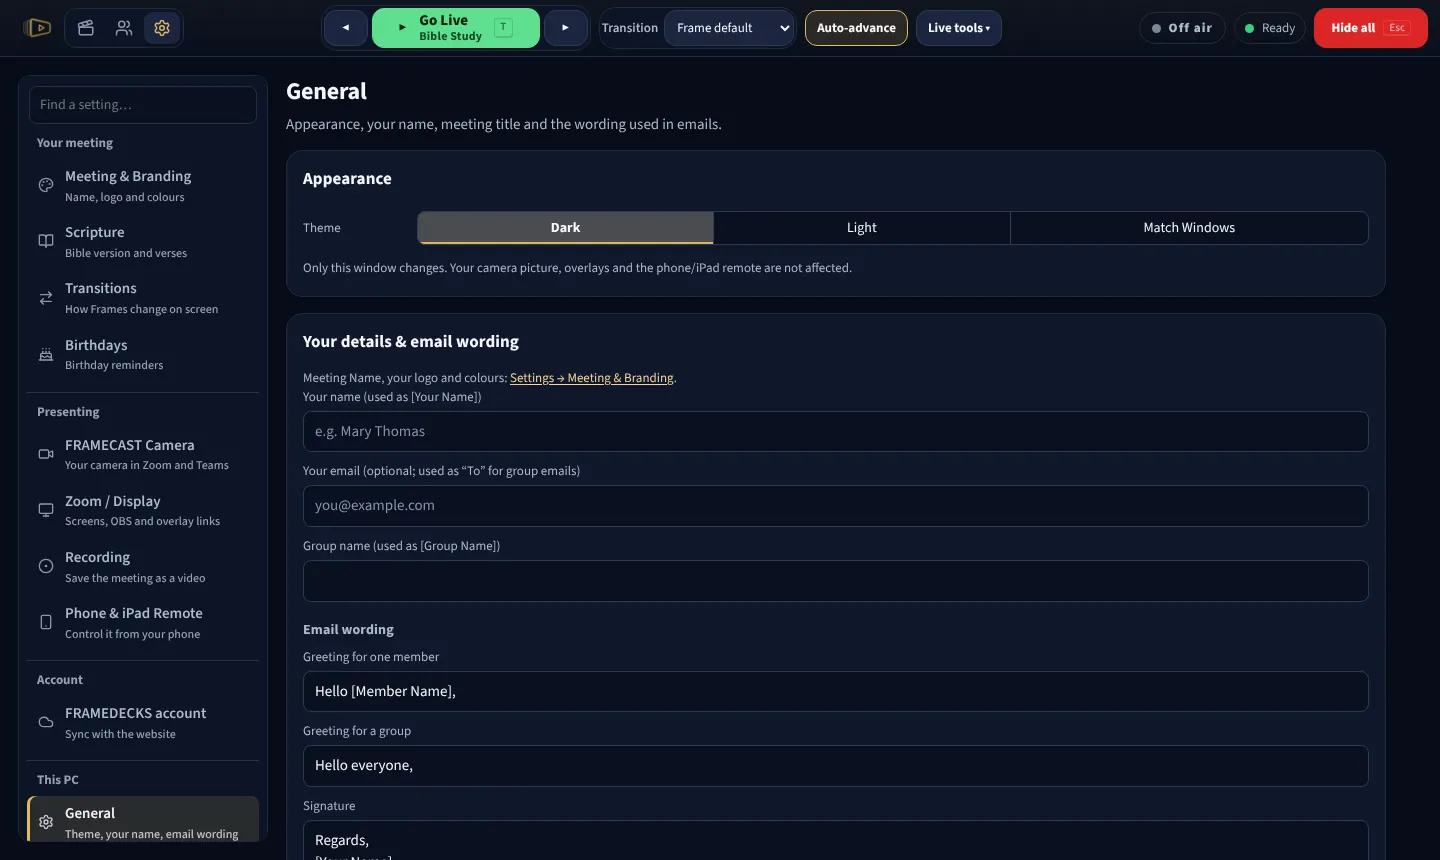 Go Live
Bible Study
T
Transition
Frame default
Auto-advance
Live tools
Off air
Ready
Hide all Esc
Find a setting…
Your meeting
Meeting & Branding
Name, logo and colours
Scripture
Bible version and verses
Transitions
How Frames change on screen
Birthdays
Birthday reminders
Presenting
FRAMECAST Camera
Your camera in Zoom and Teams
Zoom / Display
Screens, OBS and overlay links
Recording
Save the meeting as a video
Phone & iPad Remote
Control it from your phone
Account
FRAMEDECKS account
Sync with the website
This PC
General
Theme, your name, email wording
General
Appearance, your name, meeting title and the wording used in emails.
Appearance
Theme
Dark
Light
Match Windows
Only this window changes. Your camera picture, overlays and the phone/iPad remote are not affected.
Your details & email wording
Meeting Name, your logo and colours: Settings → Meeting & Branding.
Your name (used as [Your Name])
e.g. Mary Thomas
Your email (optional; used as “To” for group emails)
you@example.com
Group name (used as [Group Name])
Email wording
Greeting for one member
Hello [Member Name],
Greeting for a group
Hello everyone,
Signature
Regards,
[Your Name]